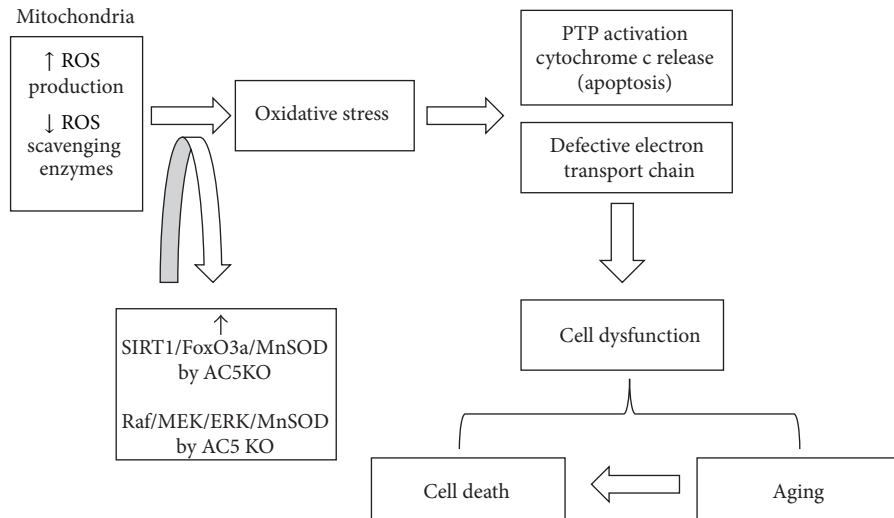 Mitochondria
↑ ROS
production
↓ ROS
scavenging
enzymes
Oxidative stress
PTP activation
cytochrome c release
(apoptosis)
Defective electron
transport chain
↑
SIRT1/FoxO3a/MnSOD
by AC5KO
Raf/MEK/ERK/MnSOD
by AC5 KO
Cell dysfunction
Cell death
Aging